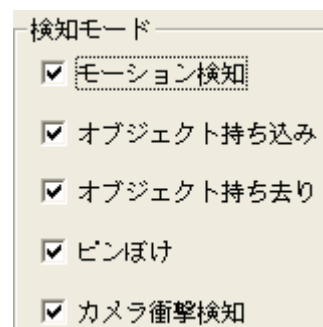 検知モード
モーション検知
オブジェクト持ち込み
オブジェクト持ち去り
ピンぼけ
カメラ衝撃検知